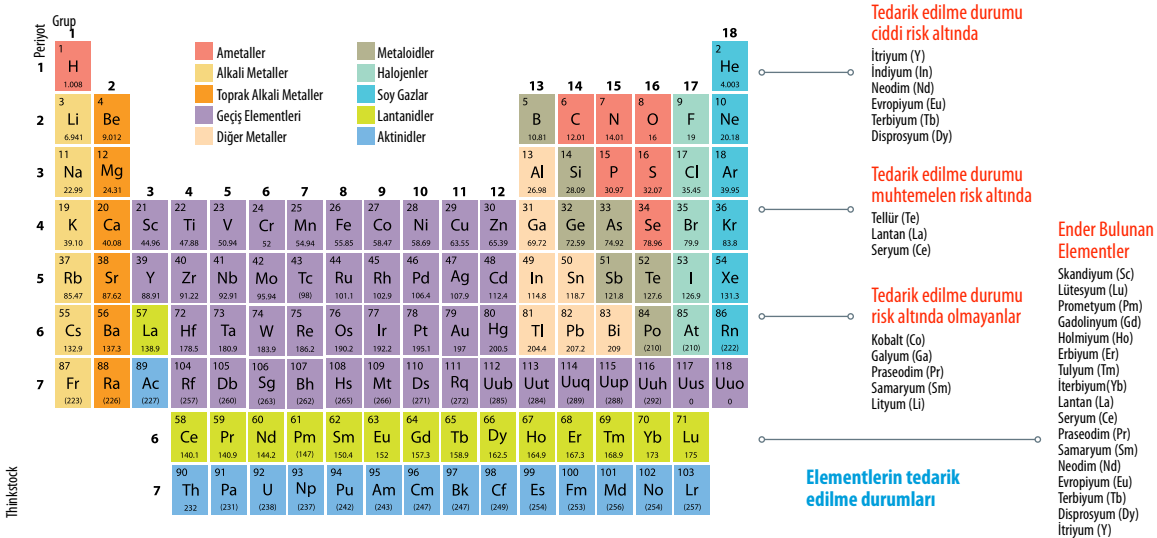 Grup
Periyot
1 18
Ametaller
Alkali Metaller
Toprak Alkali Metaller
Geçiş Elementleri
Diğer Metaller
Metaloidler
Halojenler
Soy Gazlar
Lantanidler
Aktinidler
1 2
1 H He
1.008 4.003
2 13 14 15 16 17
3 4 5 6 7 8 9 10
2 Li Be B C N O F Ne
6.941 9.012 10.81 12.01 14.01 16 19 20.18
11 12 13 14 15 16 17 18
3 Na Mg Al Si P S Cl Ar
22.99 24.31 26.98 28.09 30.97 32.07 35.45 39.95
3 4 5 6 7 8 9 10 11 12
19 20 21 22 23 24 25 26 27 28 29 30 31 32 33 34 35 36
4 K Ca Sc Ti V Cr Mn Fe Co Ni Cu Zn Ga Ge As Se Br Kr
39.10 40.08 44.96 47.88 50.94 52 54.94 55.85 58.47 58.69 63.55 65.39 69.72 72.59 74.92 78.96 79.9 83.8
37 38 39 40 41 42 43 44 45 46 47 48 49 50 51 52 53 54
5 Rb Sr Y Zr Nb Mo Tc Ru Rh Pd Ag Cd In Sn Sb Te I Xe
85.47 87.62 88.91 91.22 92.91 95.94 (98) 101.1 102.9 106.4 107.9 112.4 114.8 118.7 121.8 127.6 126.9 131.3
55 56 57 72 73 74 75 76 77 78 79 80 81 82 83 84 85 86
6 Cs Ba La Hf Ta W Re Os Ir Pt Au Hg Tl Pb Bi Po At Rn
132.9 137.3 138.9 178.5 180.9 183.9 186.2 190.2 192.2 195.1 197 200.5 204.4 207.2 209 (210) (210) (222)
87 88 89 104 105 106 107 108 109 110 111 112 113 114 115 116 117 118
7 Fr Ra Ac Rf Db Sg Bh Hs Mt Ds Rq Uub Uut Uuq Uup Uuh Uus Uuo
(223) (226) (227) (257) (260) (263) (262) (265) (266) (271) (272) (285) (284) (289) (288) (292) 0 0
58 59 60 61 62 63 64 65 66 67 68 69 70 71
6 Ce Pr Nd Pm Sm Eu Gd Tb Dy Ho Er Tm Yb Lu
140.1 140.9 144.2 (147) 150.4 152 157.3 158.9 162.5 164.9 167.3 168.9 173 175
90 91 92 93 94 95 96 97 98 99 100 101 102 103
7 Th Pa U Np Pu Am Cm Bk Cf Es Fm Md No Lr
232 (231) (238) (237) (242) (243) (247) (247) (249) (254) (253) (256) (254) (257)
Thinkstock
Tedarik edilme durumu
ciddi risk altında
İtriyum (Y)
İndiyum (In)
Neodim (Nd)
Evropiyum (Eu)
Terbiyum (Tb)
Disprosyum (Dy)
Tedarik edilme durumu
muhtemelen risk altında
Tellür (Te)
Lantan (La)
Seryum (Ce)
Tedarik edilme durumu
risk altında olmayanlar
Kobalt (Co)
Galyum (Ga)
Praseodim (Pr)
Samaryum (Sm)
Lityum (Li)
Elementlerin tedarik
edilme durumları
Ender Bulunan
Elementler
Skandiyum (Sc)
Lütesyum (Lu)
Prometyum (Pm)
Gadolinyum (Gd)
Holmiyum (Ho)
Erbiyum (Er)
Tulyum (Tm)
İterbiyum(Yb)
Lantan (La)
Seryum (Ce)
Praseodim (Pr)
Samaryum (Sm)
Neodim (Nd)
Evropiyum (Eu)
Terbiyum (Tb)
Disprosyum (Dy)
İtriyum (Y)